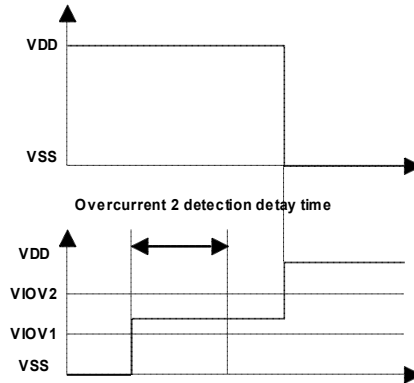 VDD
VSS
Overcurrent 2 detection detay time
VDD
VIOV2
VIOV1
VSS